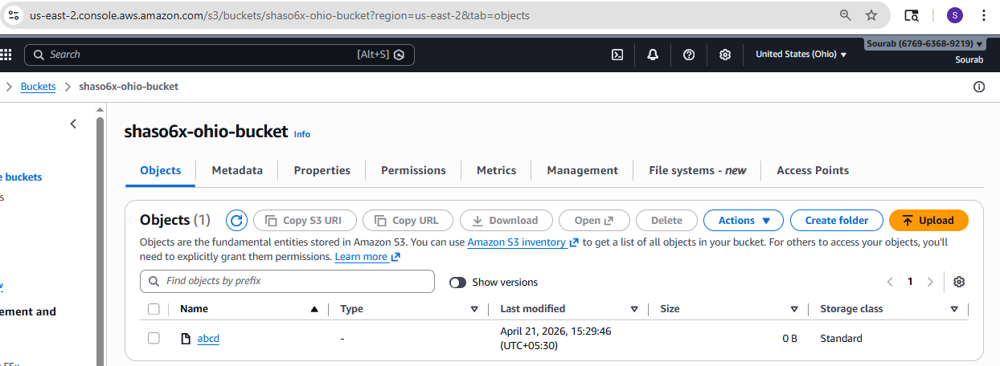 us-east-2.console.aws.amazon.com/s3/buckets/shaso6x-ohio-bucket?region=us-east-2&tab=objects
S
Search [Alt+S]
United States (Ohio) ▼
Sourab (6769-6368-9219) ▼
Sourab
Buckets > shaso6x-ohio-bucket
shaso6x-ohio-bucket Info
e buckets
s
ement and
Objects Metadata Properties Permissions Metrics Management File systems - new Access Points
Objects (1) Copy S3 URI Copy URL Download Open Delete Actions ▼ Create folder Upload
Objects are the fundamental entities stored in Amazon S3. You can use Amazon S3 inventory to get a list of all objects in your bucket. For others to access your objects, you'll
need to explicitly grant them permissions. Learn more
Find objects by prefix Show versions < 1 >
Name Type Last modified Size Storage class
abcd - April 21, 2026, 15:29:46
(UTC+05:30) 0 B Standard